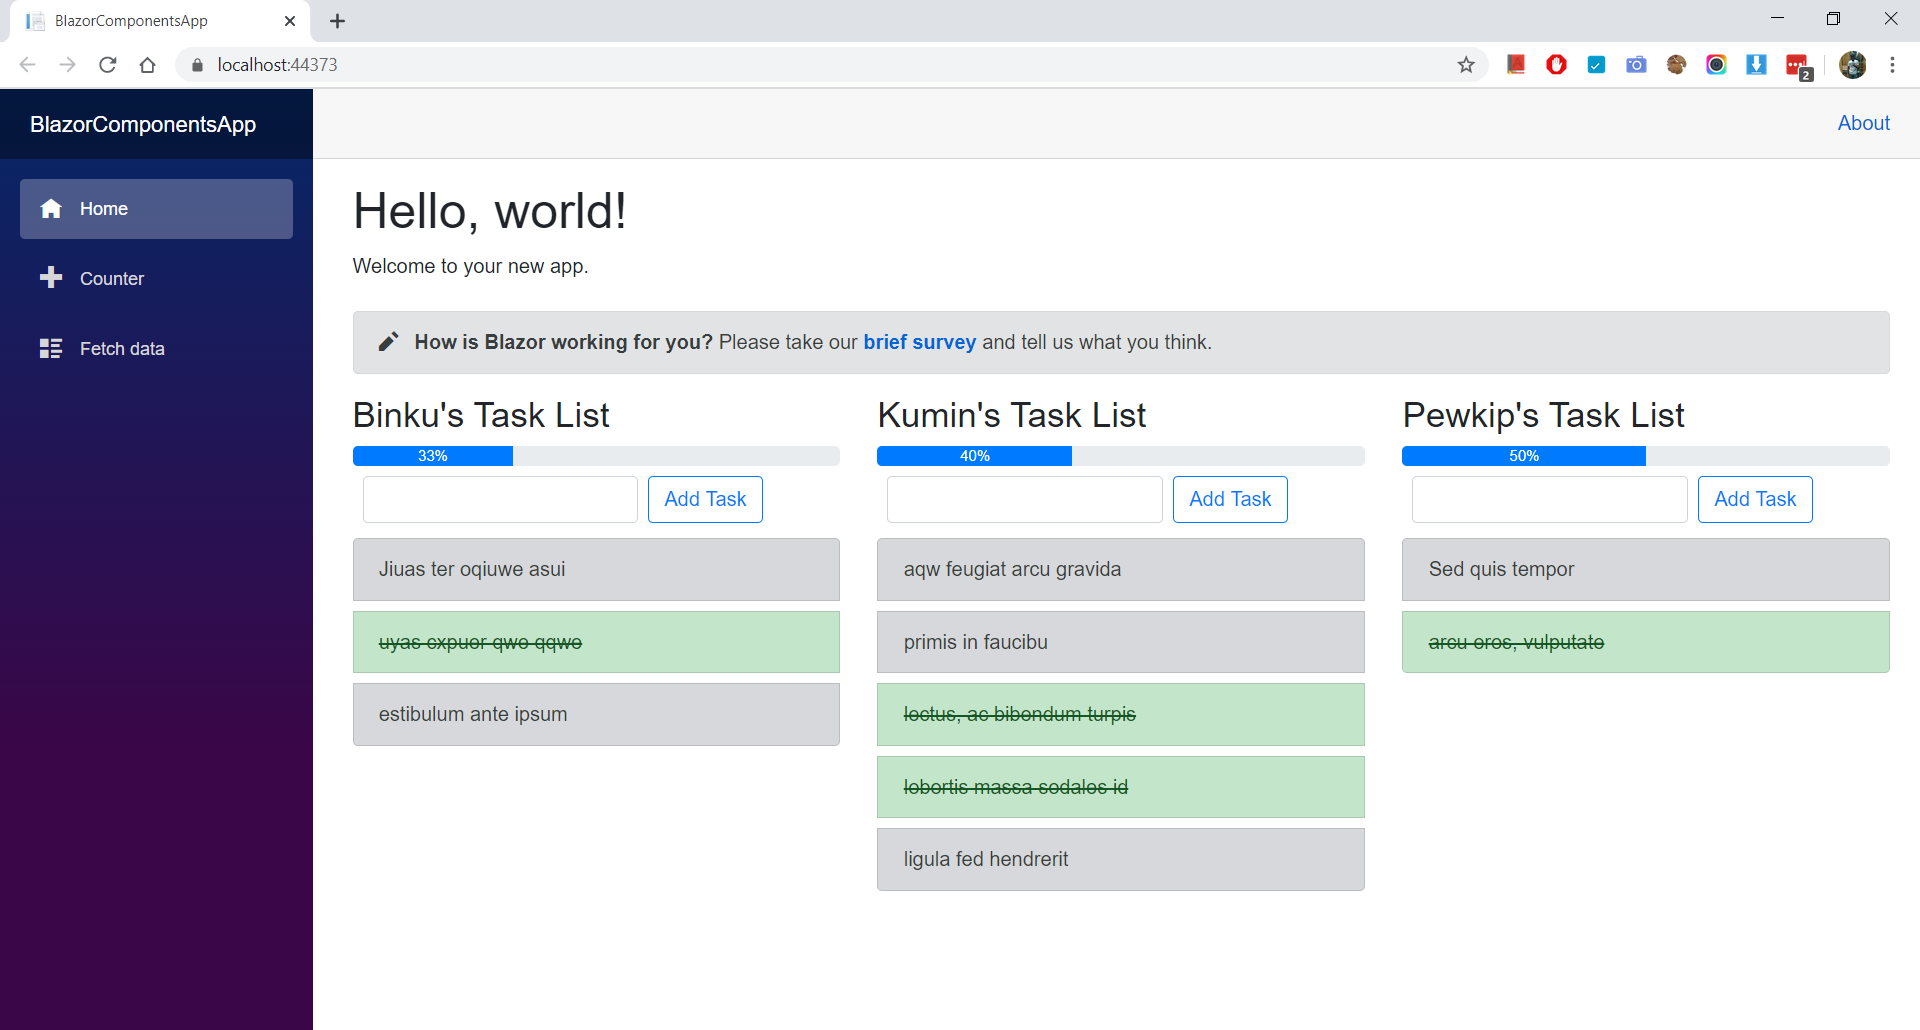 BlazorComponentsApp
localhost:44373
2
BlazorComponentsApp
About
Home
Counter
Fetch data
Hello, world!
Welcome to your new app.
How is Blazor working for you? Please take our brief survey and tell us what you think.
Binku's Task List
33%
Add Task
Jiuas ter oqiuwe asui
uyas expuer qwe qqwe
estibulum ante ipsum
Kumin's Task List
40%
Add Task
aqw feugiat arcu gravida
primis in faucibu
lectus, ac bibendum turpis
lobortis massa sodales id
ligula fed hendrerit
Pewkip's Task List
50%
Add Task
Sed quis tempor
arcu eros, vulputate